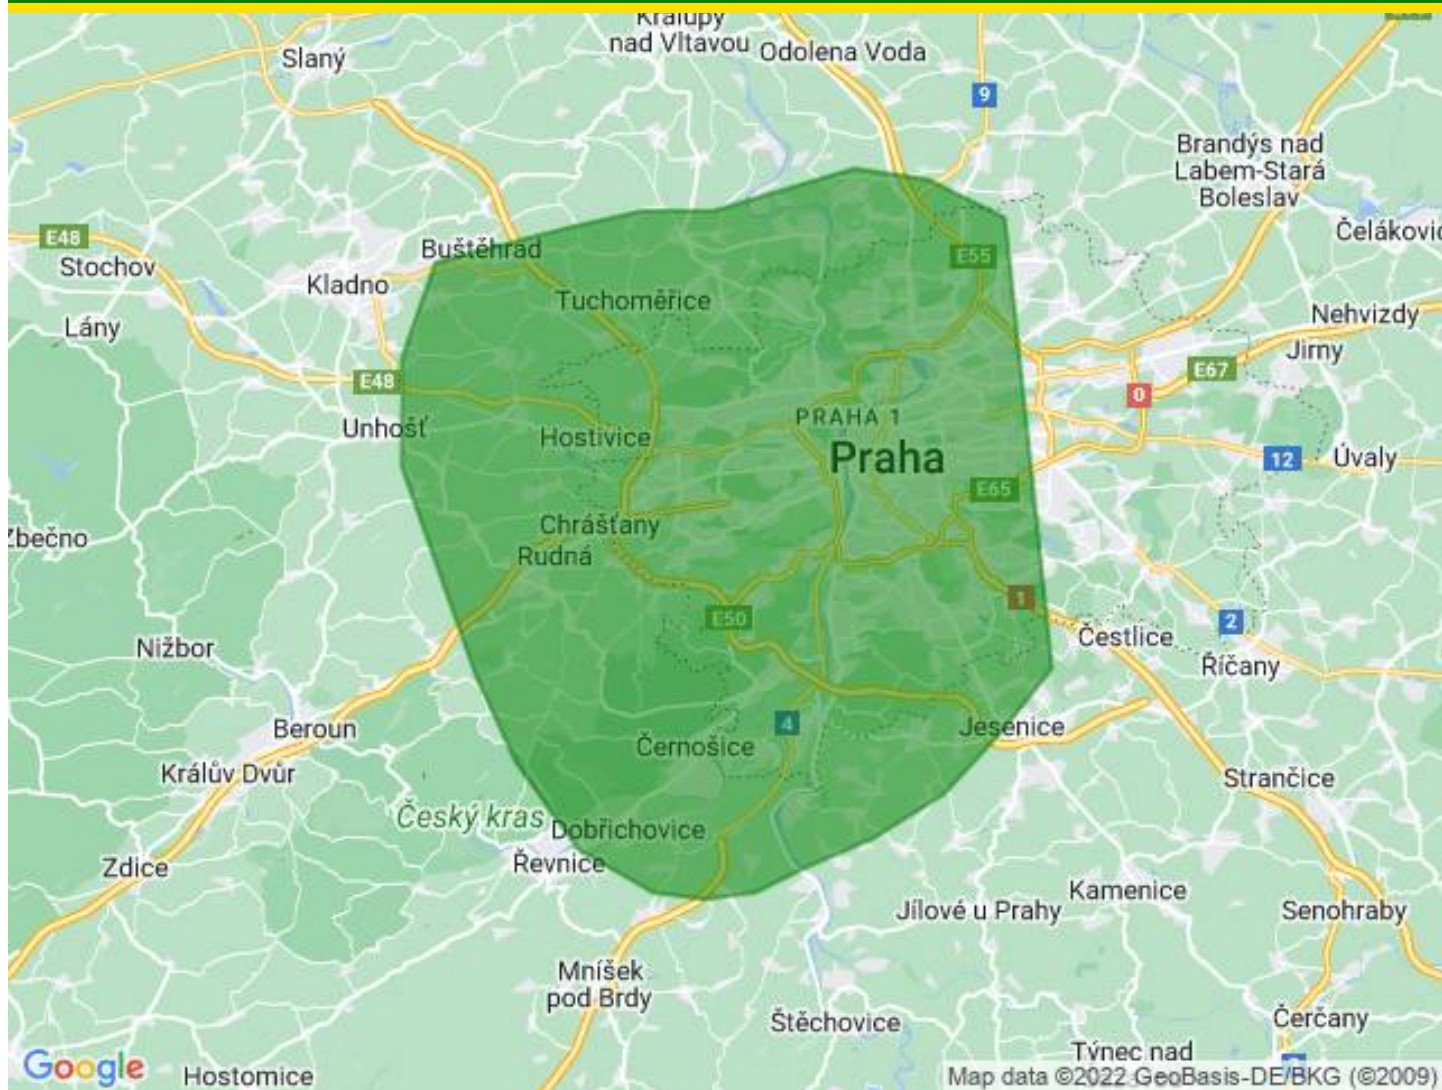 Kralupy
nad Vltavou
Odolena Voda
Slaný
9
Brandýs nad
Labem-Stará
Boleslav
E48
Buštěhrad
E55
Stochov
Kladno
Tuchoměřice
Nehvizdy
Lány
Jirny
E48
E67
0
PRAHA 1
Unhošť
Hostivice
Praha
12
Úvaly
E65
Chrášťany
Rudná
1
E50
2
Čestlice
Nižbor
Říčany
Beroun
4
Jesenice
Černošice
Králův Dvůr
Strančice
Český kras
Dobřichovice
Zdice
Řevnice
Kamenice
Jílové u Prahy
Senohraby
Mníšek
pod Brdy
Štěchovice
Čerčany
Týnec nad
Google
Hostomice
Map data ©2022 GeoBasis-DE/BKG (©2009)